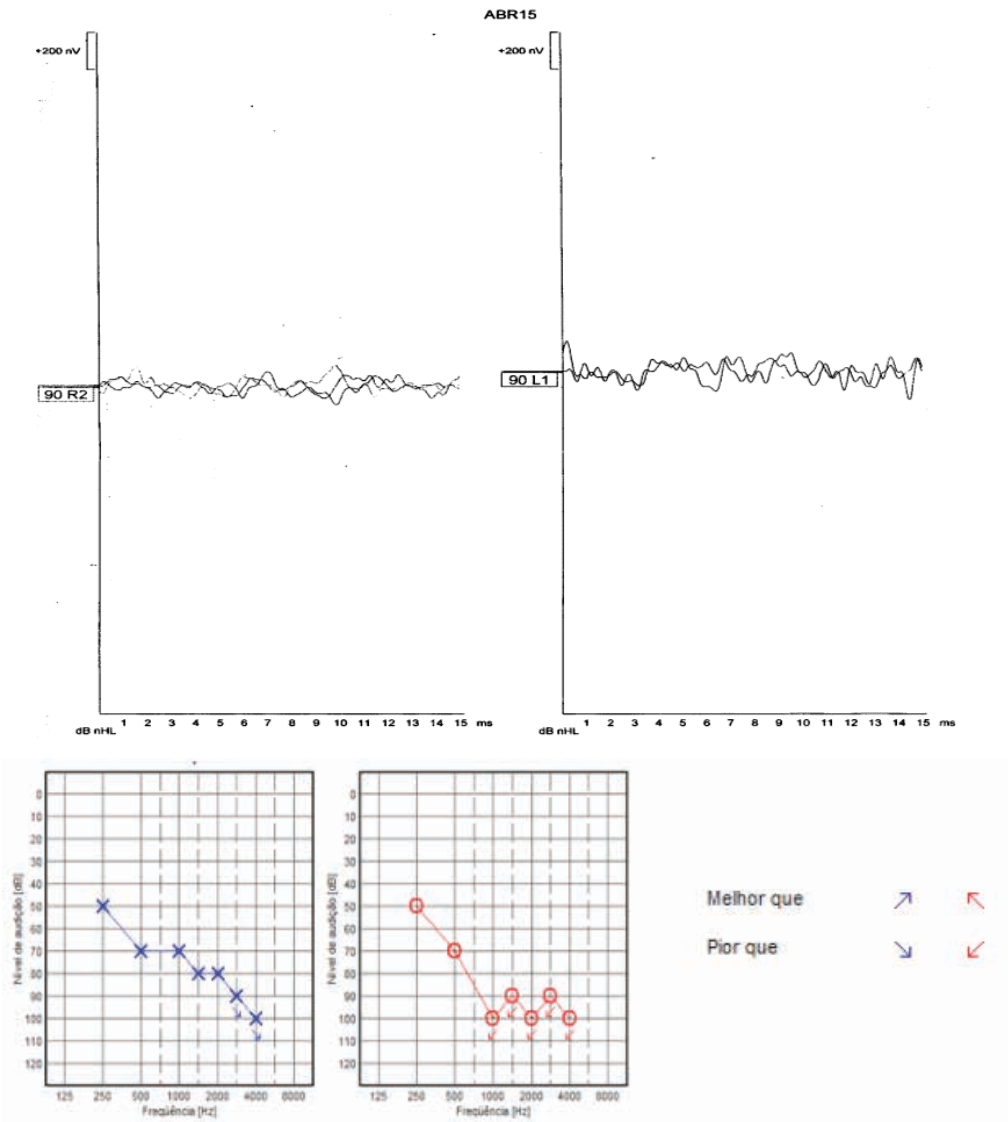 ABR15
+200 nV
+200 nV
90 R2
90 L1
1 2 3 4 5 6 7 8 9 10 11 12 13 14 15 ms
dB nHL
1 2 3 4 5 6 7 8 9 10 11 12 13 14 15 ms
dB nHL
0
10
20
30
40
50
60
70
80
90
100
110
120
Nível de audição [dB]
125 250 500 1000 2000 4000 8000
Freqüência [Hz]
0
10
20
30
40
50
60
70
80
90
100
110
120
Nível de audição [dB]
125 250 500 1000 2000 4000 8000
Freqüência [Hz]
Melhor que
Pior que